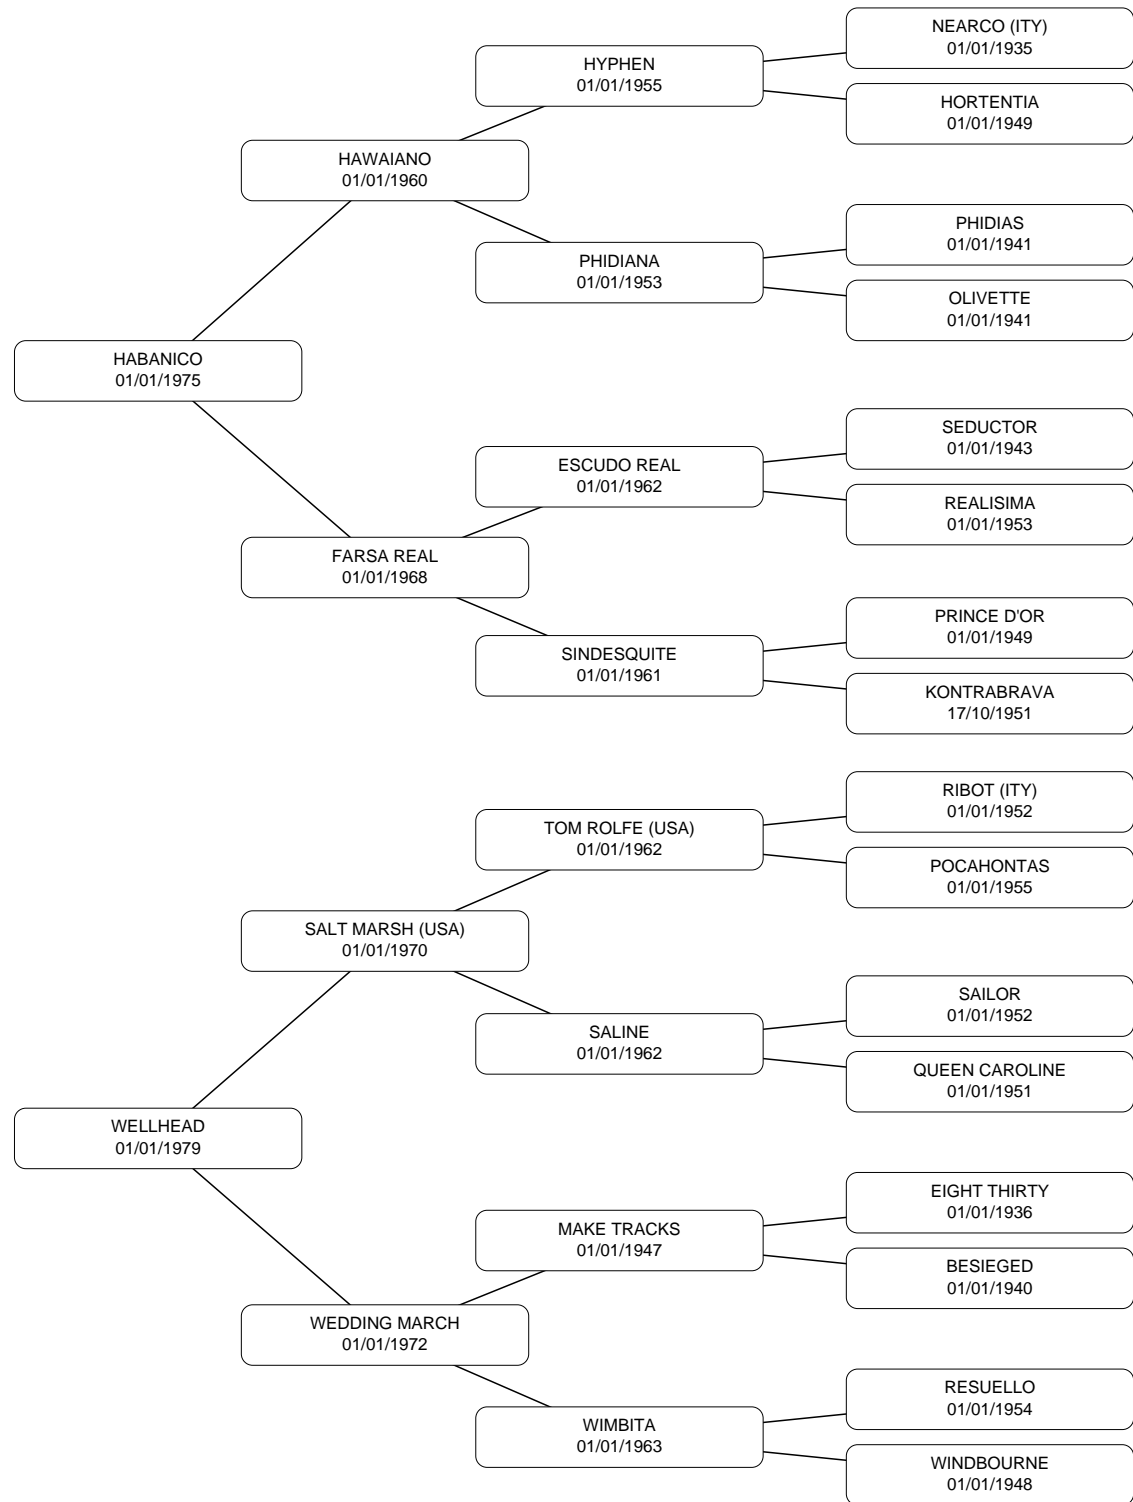 NEARCO (ITY)
01/01/1935
HYPHEN
01/01/1955
HORTENTIA
01/01/1949
HAWAIANO
01/01/1960
PHIDIAS
01/01/1941
PHIDIANA
01/01/1953
OLIVETTE
01/01/1941
HABANICO
01/01/1975
SEDUCTOR
01/01/1943
ESCUDO REAL
01/01/1962
REALISIMA
01/01/1953
FARSA REAL
01/01/1968
PRINCE D'OR
01/01/1949
SINDESQUITE
01/01/1961
KONTRABRAVA
17/10/1951
RIBOT (ITY)
01/01/1952
TOM ROLFE (USA)
01/01/1962
POCAHONTAS
01/01/1955
SALT MARSH (USA)
01/01/1970
SAILOR
01/01/1952
SALINE
01/01/1962
QUEEN CAROLINE
01/01/1951
WELLHEAD
01/01/1979
EIGHT THIRTY
01/01/1936
MAKE TRACKS
01/01/1947
BESIEGED
01/01/1940
WEDDING MARCH
01/01/1972
RESUELLO
01/01/1954
WIMBITA
01/01/1963
WINDBOURNE
01/01/1948